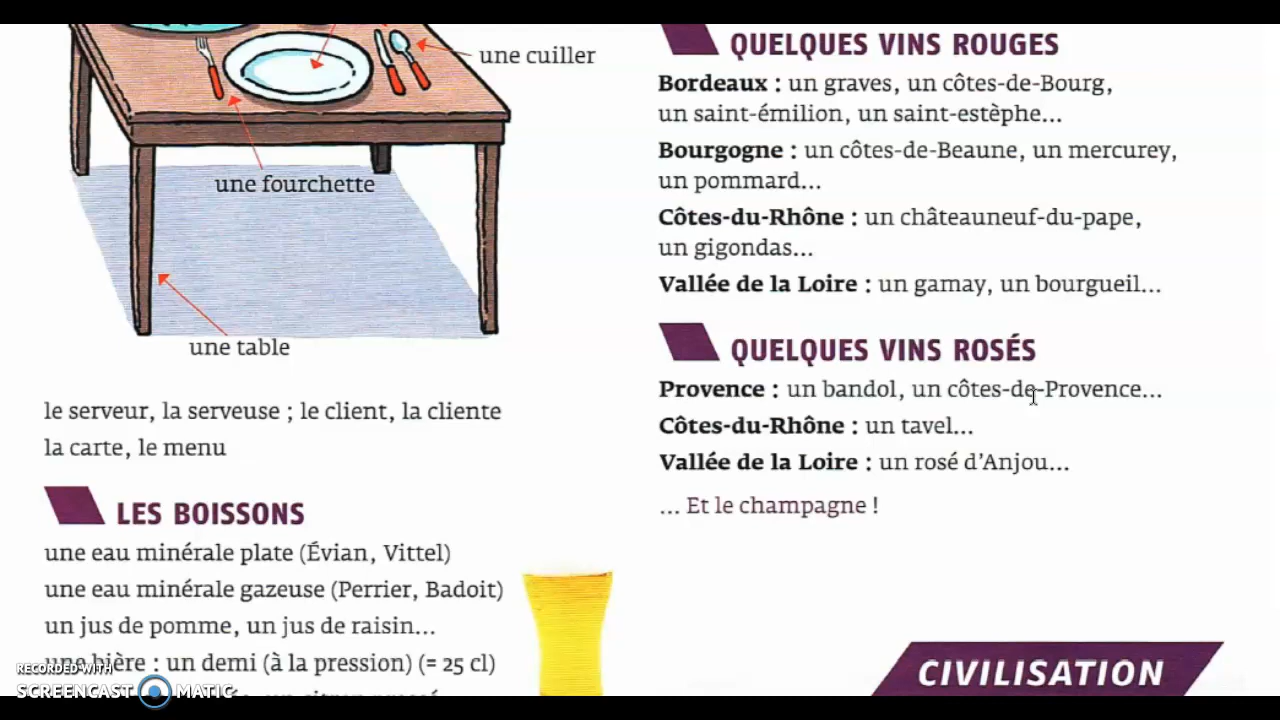 une cuiller
une fourchette
une table
le serveur, la serveuse ; le client, la cliente
la carte, le menu
LES BOISSONS
une eau minérale plate (Évian, Vittel)
une eau minérale gazeuse (Perrier, Badoit)
un jus de pomme, un jus de raisin...
une bière : un demi (à la pression) (= 25 cl)
un citron pressé
QUELQUES VINS ROUGES
Bordeaux : un graves, un côtes-de-Bourg,
un saint-émilion, un saint-estèphe...
Bourgogne : un côtes-de-Beaune, un mercurey,
un pommard...
Côtes-du-Rhône : un châteauneuf-du-pape,
un gigondas...
Vallée de la Loire : un gamay, un bourgueil...
QUELQUES VINS ROSÉS
Provence : un bandol, un côtes-de-Provence...
Côtes-du-Rhône : un tavel...
Vallée de la Loire : un rosé d'Anjou...
... Et le champagne !
CIVILISATION
RECORDED WITH
SCREENCAST MATIC